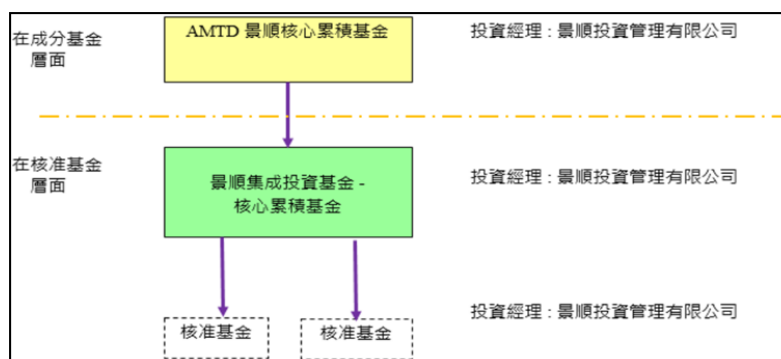 在成分基金
層面
AMTD 景順核心累積基金
投資經理 : 景順投資管理有限公司
在核准基金
層面
景順集成投資基金 -
核心累積基金
投資經理 : 景順投資管理有限公司
核准基金
核准基金
投資經理 : 景順投資管理有限公司